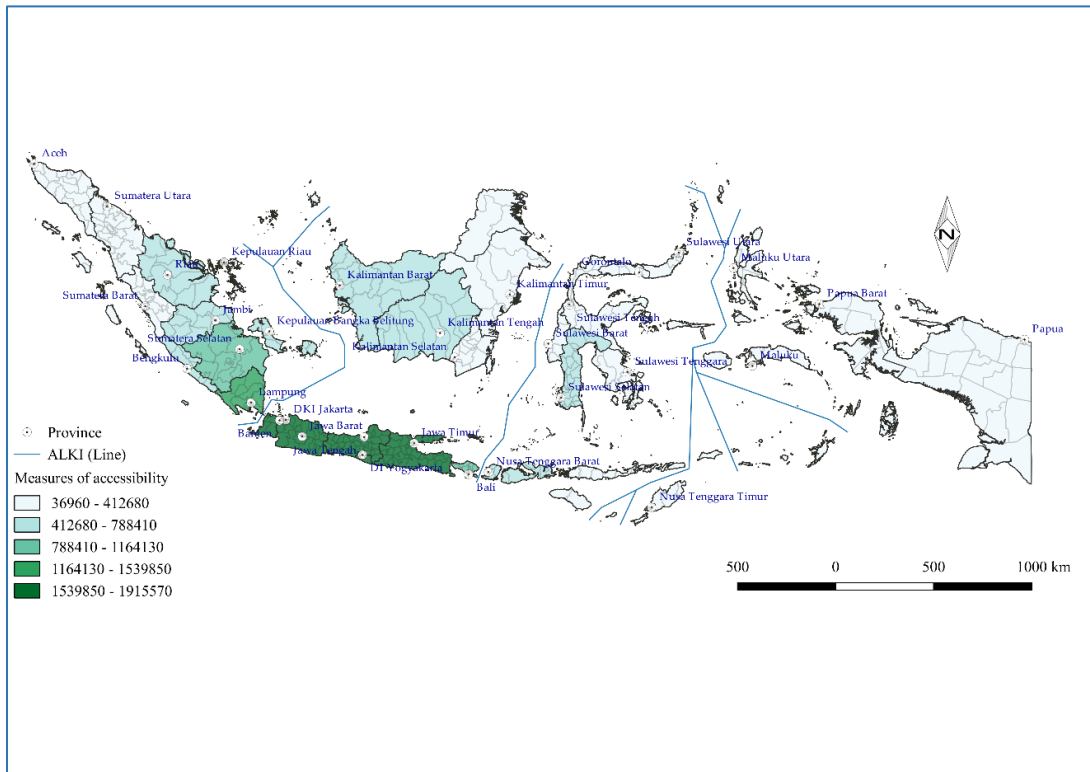 Aceh
Sumatera Utara
Kepulauan Riau
Sulawesi Utara
Maluku Utara
Gorontalo
Kalimantan Barat
Kalimantan Timur
Sumatera Barat
Papua Barat
Jambi
Kepulauan Bangka Belitung
Kalimantan Tengah
Sulawesi Tengah
Papua
Sumatera Selatan
Kalimantan Selatan
Sulawesi Barat
Bengkulu
Sulawesi Tenggara
Maluku
Sulawesi Selatan
Lampung
DKI Jakarta
Banten
Jawa Barat
Jawa Timur
Jawa Tengah
DI Yogyakarta
Nusa Tenggara Barat
Bali
Nusa Tenggara Timur
N
Province
ALKI (Line)
Measures of accessibility
36960 - 412680
412680 - 788410
788410 - 1164130
1164130 - 1539850
1539850 - 1915570
500 0 500 1000 km